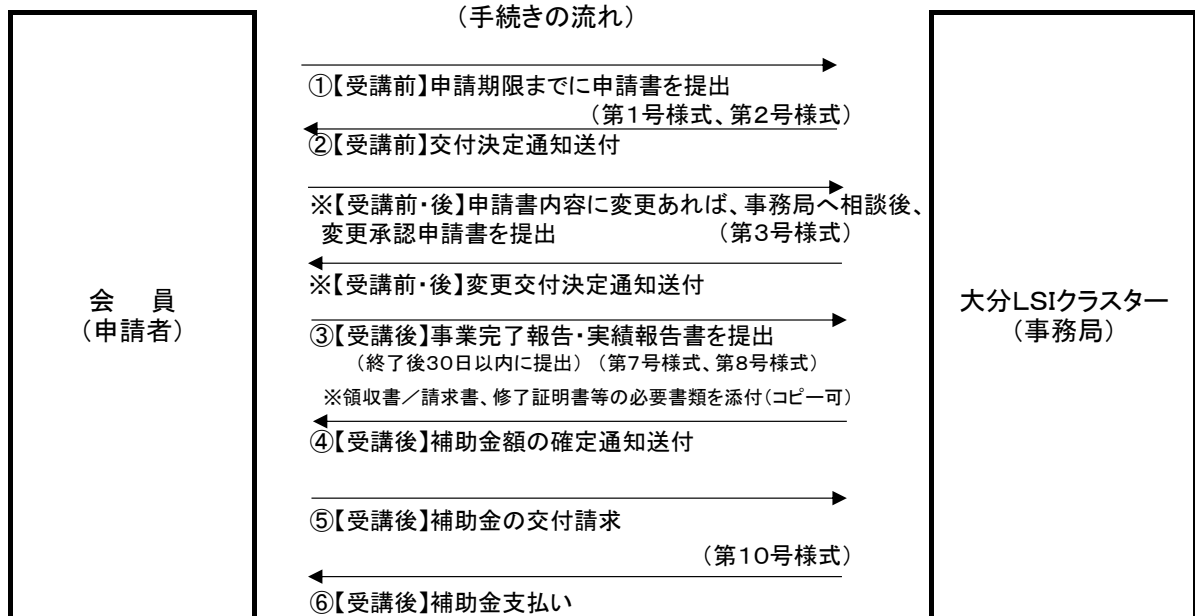 （手続きの流れ）
①【受講前】申請期限までに申請書を提出
（第１号様式、第２号様式）
②【受講前】交付決定通知送付
※【受講前・後】申請書内容に変更あれば、事務局へ相談後、
変更承認申請書を提出　（第３号様式）
※【受講前・後】変更交付決定通知送付
会　員
（申請者）
大分LSIクラスター
（事務局）
③【受講後】事業完了報告・実績報告書を提出
（終了後３０日以内に提出）（第７号様式、第８号様式）
※領収書／請求書、修了証明書等の必要書類を添付（コピー可）
④【受講後】補助金額の確定通知送付
⑤【受講後】補助金の交付請求
（第１０号様式）
⑥【受講後】補助金支払い